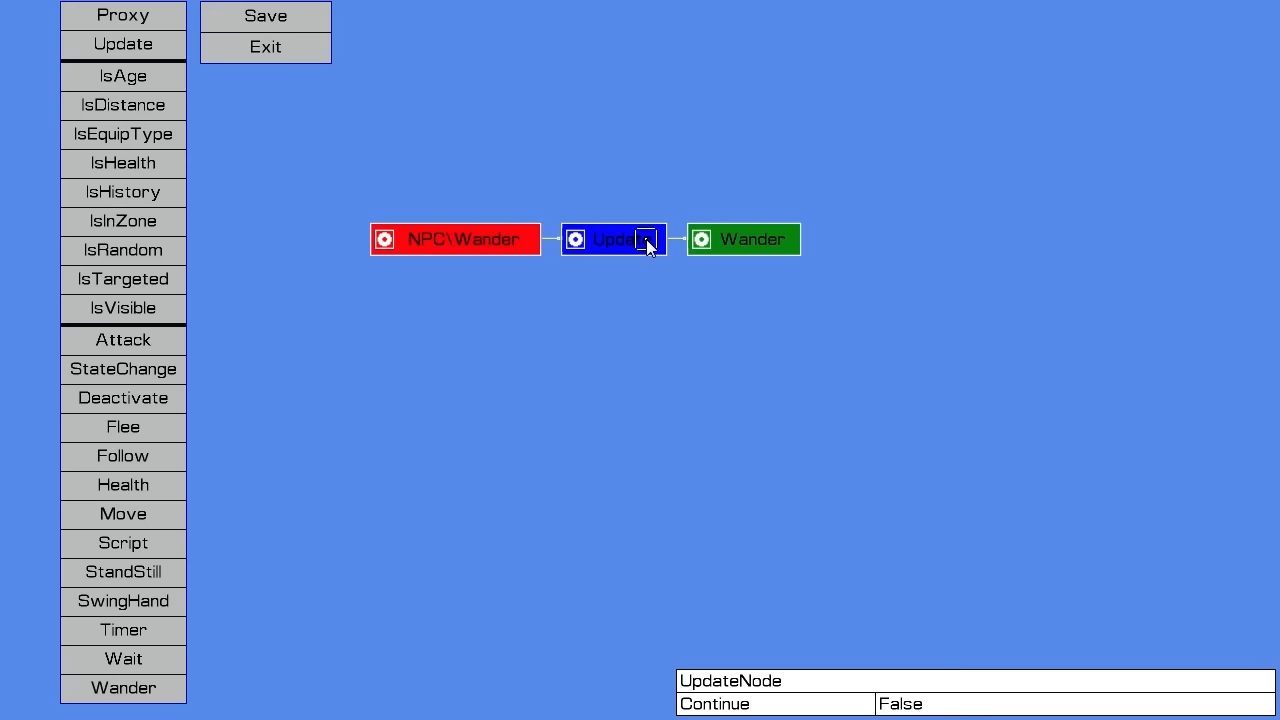 Proxy
Update
IsAge
IsDistance
IsEquipType
IsHealth
IsHistory
IsInZone
IsRandom
IsTargeted
IsVisible
Attack
StateChange
Deactivate
Flee
Follow
Health
Move
Script
StandStill
SwingHand
Timer
Wait
Wander
Save
Exit
NPC\Wander
Update
Wander
UpdateNode
Continue False